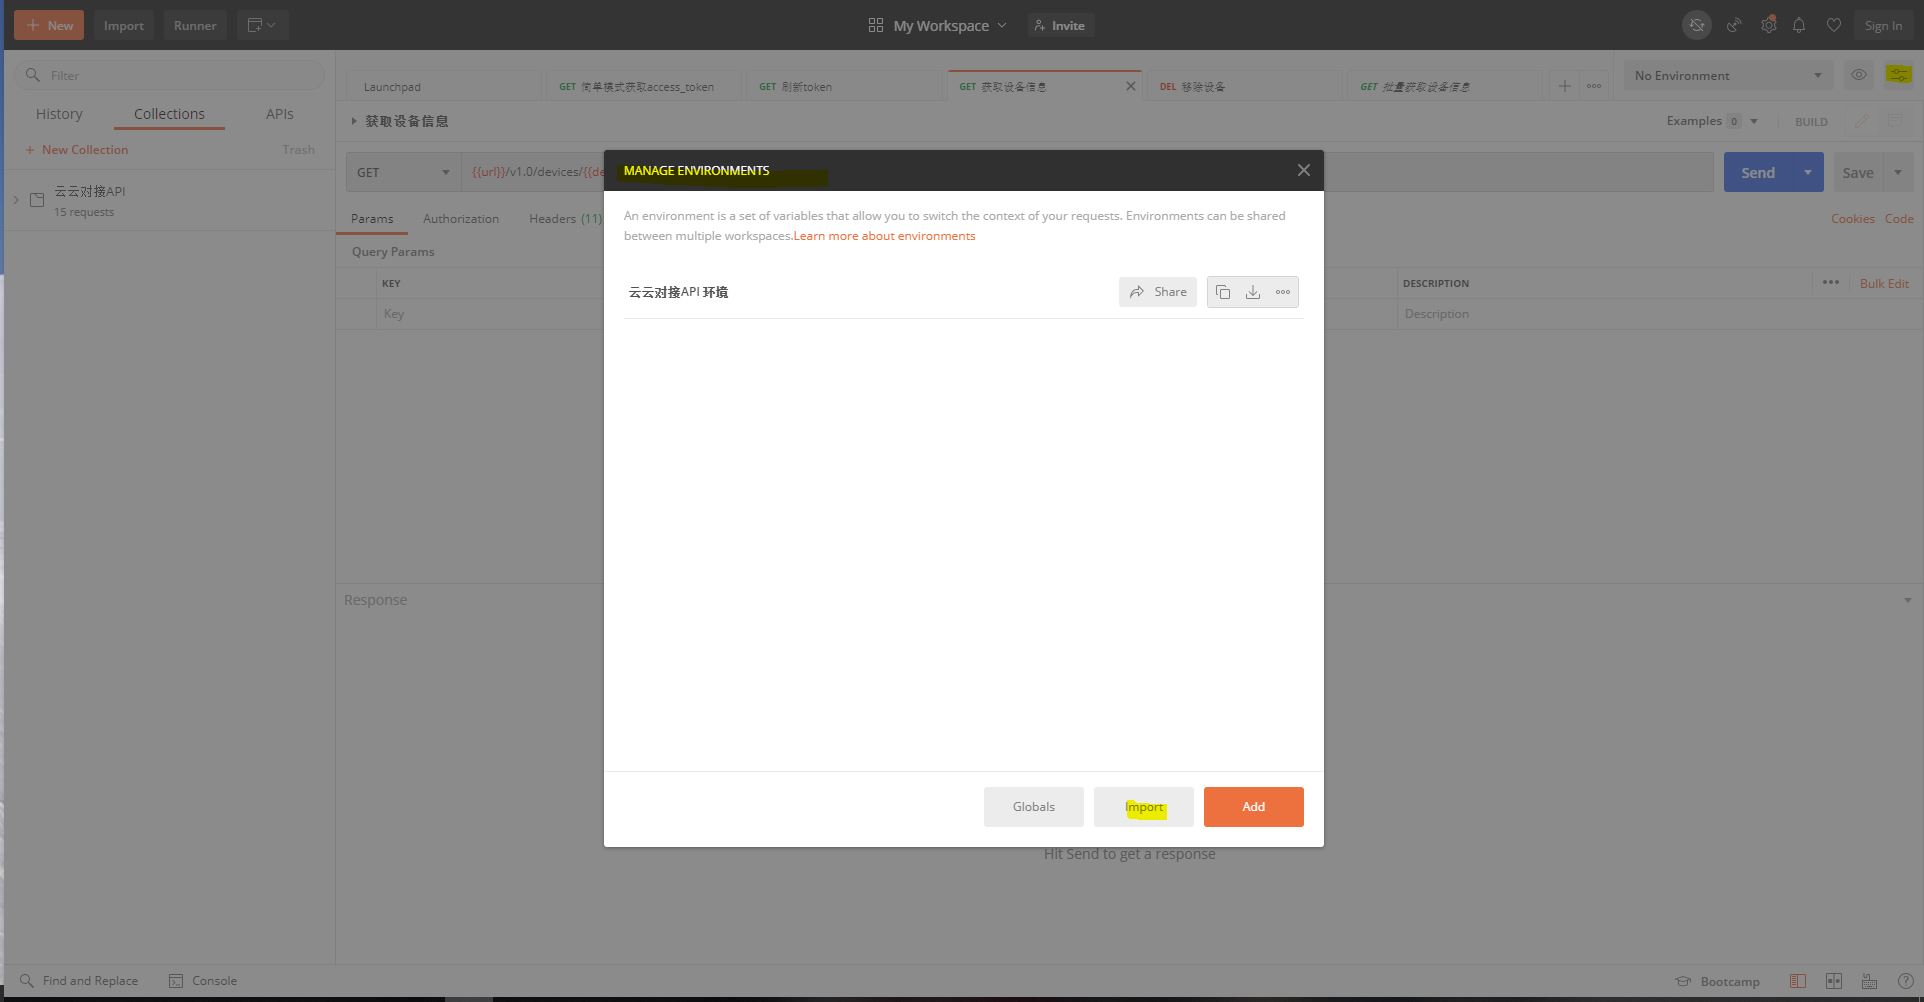 New Import Runner My Workspace Invite Sign In
Filter
History Collections APIs
+ New Collection Trash
云云对接API
15 requests
Launchpad GET 简单模式获取access_token GET 刷新token GET 获取设备信息 DEL 移除设备 GET 批量获取设备信息 No Environment
获取设备信息 Examples 0 BUILD
GET {{url}}/v1.0/devices/{{de Send Save
Params Authorization Headers (11) Cookies Code
Query Params
KEY DESCRIPTION Bulk Edit
Key Description
MANAGE ENVIRONMENTS
An environment is a set of variables that allow you to switch the context of your requests. Environments can be shared
between multiple workspaces.Learn more about environments
云云对接API 环境 Share
Globals Import Add
Response
Hit Send to get a response
Find and Replace Console Bootcamp